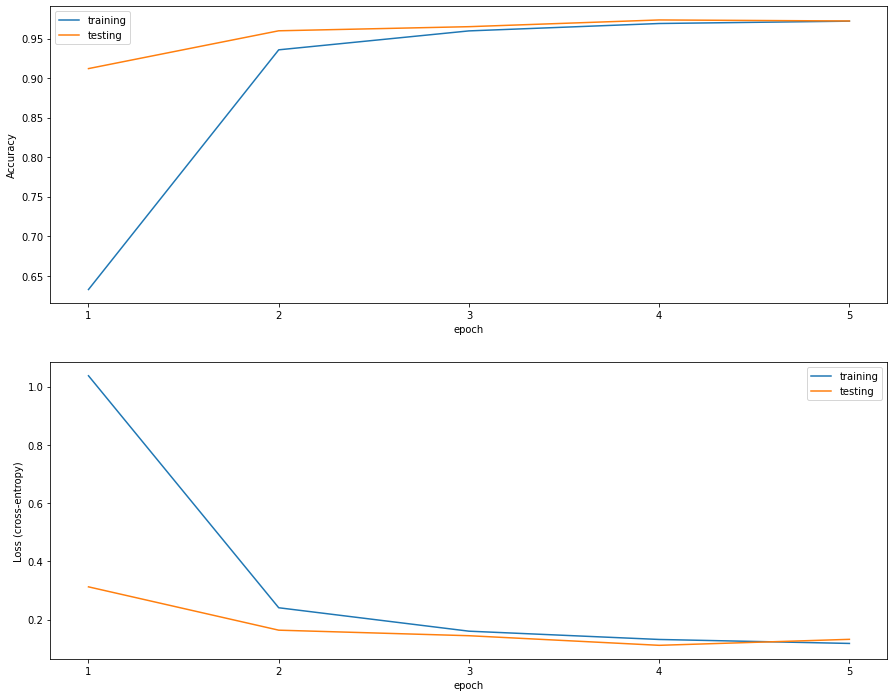 training
testing
0.95
0.90
0.85
0.80
0.75
0.70
0.65
Accuracy
1 2 3 4 5
epoch
training
testing
1.0
0.8
0.6
0.4
0.2
Loss (cross-entropy)
1 2 3 4 5
epoch